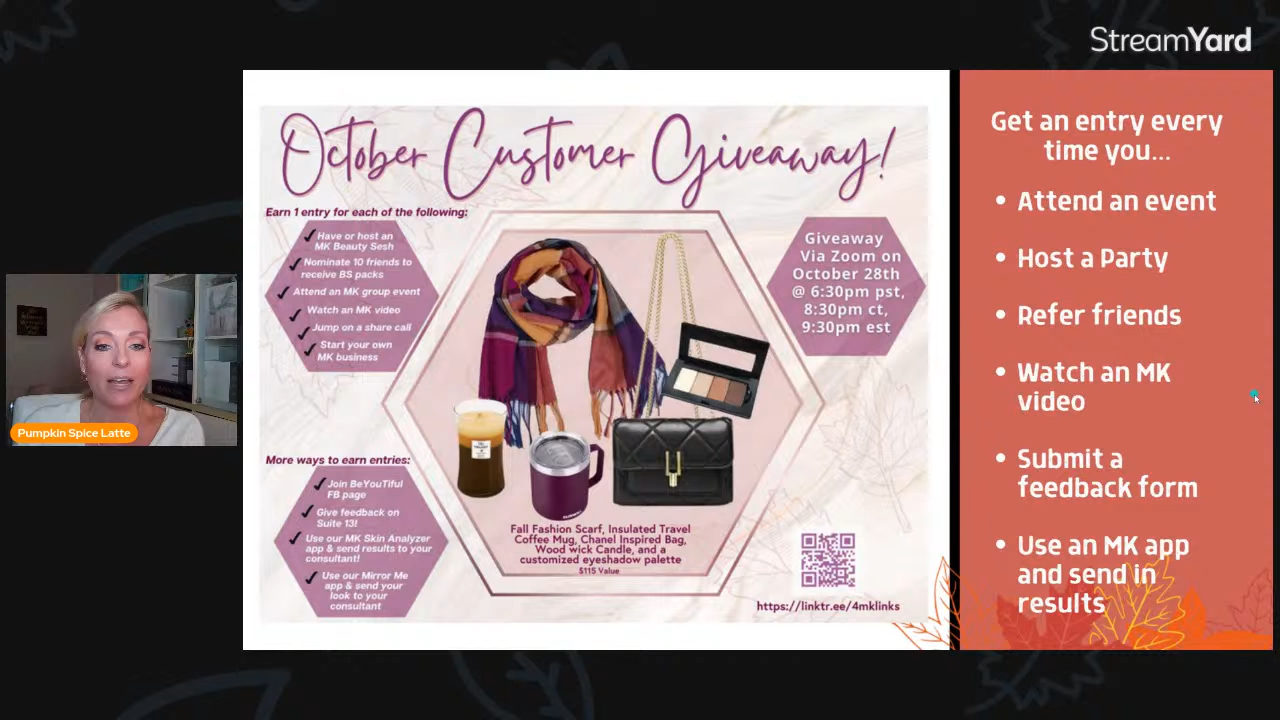 StreamYard
October Customer Giveaway!
Earn 1 entry for each of the following:
Have or host an
MK Beauty Sesh
Nominate 10 friends to
receive BS packs
Attend an MK group event
Watch an MK video
Jump on a share call
Start your own
MK business
More ways to earn entries:
Join BeYouTiful
FB page
Give feedback on
Suite 13!
Use our MK Skin Analyzer
app & send results to your
consultant!
Use our Mirror Me
app & send your
look to your
consultant
Giveaway
Via Zoom on
October 28th
@ 6:30pm pst,
8:30pm ct,
9:30pm est
Fall Fashion Scarf, Insulated Travel
Coffee Mug, Chanel Inspired Bag,
Wood wick Candle, and a
customized eyeshadow palette
$115 Value
https://linktr.ee/4mklinks
Get an entry every
time you...
• Attend an event
• Host a Party
• Refer friends
• Watch an MK
video
• Submit a
feedback form
• Use an MK app
and send in
results
Pumpkin Spice Latte